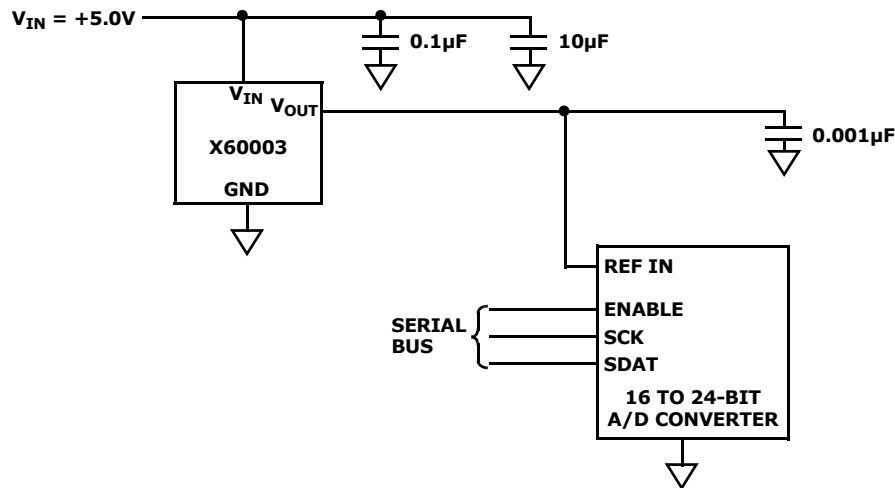 VIN = +5.0V
0.1µF
10µF
VIN
VOUT
X60003
GND
0.001µF
REF IN
ENABLE
SERIAL
BUS
SCK
SDAT
16 TO 24-BIT
A/D CONVERTER